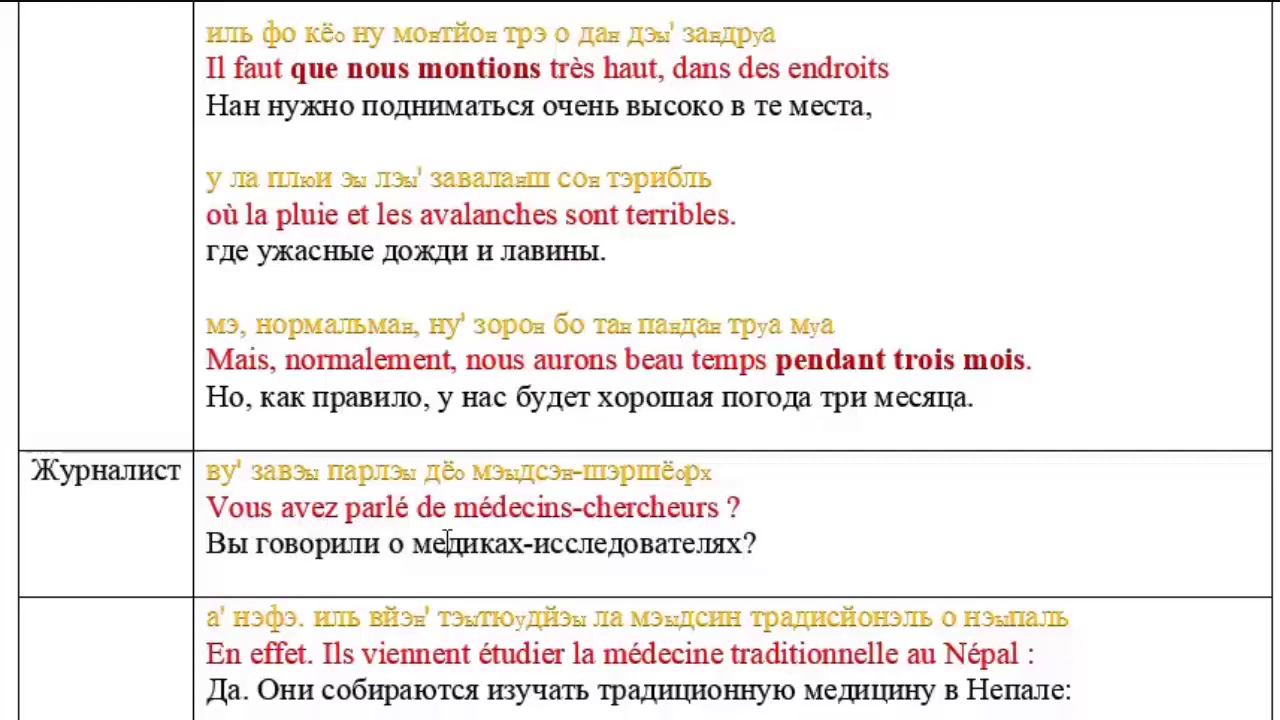 иль фо кёо ну монтйон трэ о дан дэы' зандруа
Il faut que nous montions très haut, dans des endroits
Нан нужно подниматься очень высоко в те места,
у ла плюи эы лэы' заваланш сон тэрибль
où la pluie et les avalanches sont terribles.
где ужасные дожди и лавины.
мэ, нормальман, ну' зорон бо тан пандан труа муа
Mais, normalement, nous aurons beau temps pendant trois mois.
Но, как правило, у нас будет хорошая погода три месяца.
Журналист
ву' завэы парлэы дёо мэыдсэн-шэршёорх
Vous avez parlé de médecins-chercheurs ?
Вы говорили о медиках-исследователях?
а' нэфэ. иль вйэн' тэытюудйэы ла мэыдсин традисйонэль о нэыпаль
En effet. Ils viennent étudier la médecine traditionnelle au Népal :
Да. Они собираются изучать традиционную медицину в Непале: